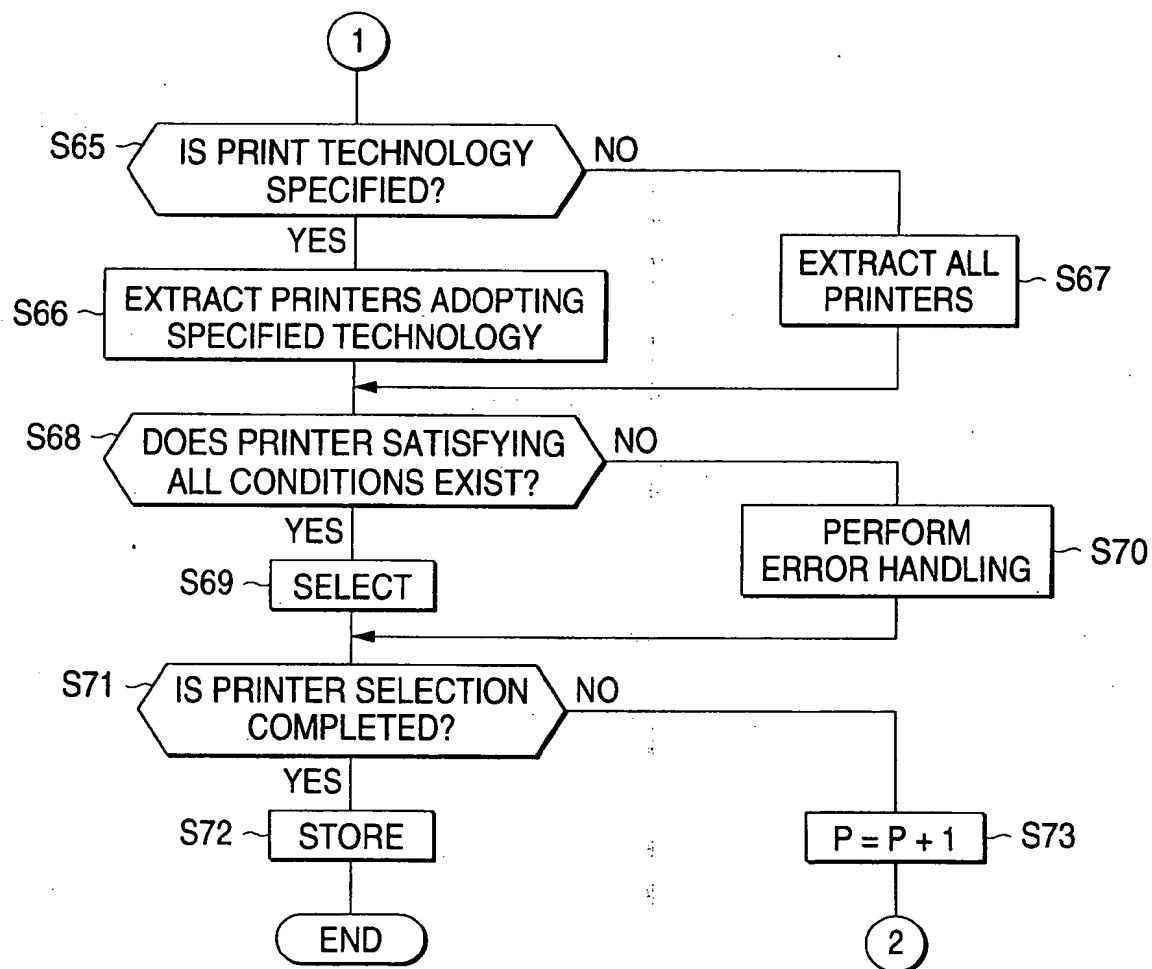 1
S65
IS PRINT TECHNOLOGY
SPECIFIED?
NO
YES
S66
EXTRACT PRINTERS ADOPTING
SPECIFIED TECHNOLOGY
EXTRACT ALL
PRINTERS
S67
S68
DOES PRINTER SATISFYING
ALL CONDITIONS EXIST?
NO
YES
S69
SELECT
PERFORM
ERROR HANDLING
S70
S71
IS PRINTER SELECTION
COMPLETED?
NO
YES
S72
STORE
P = P + 1
S73
END
2